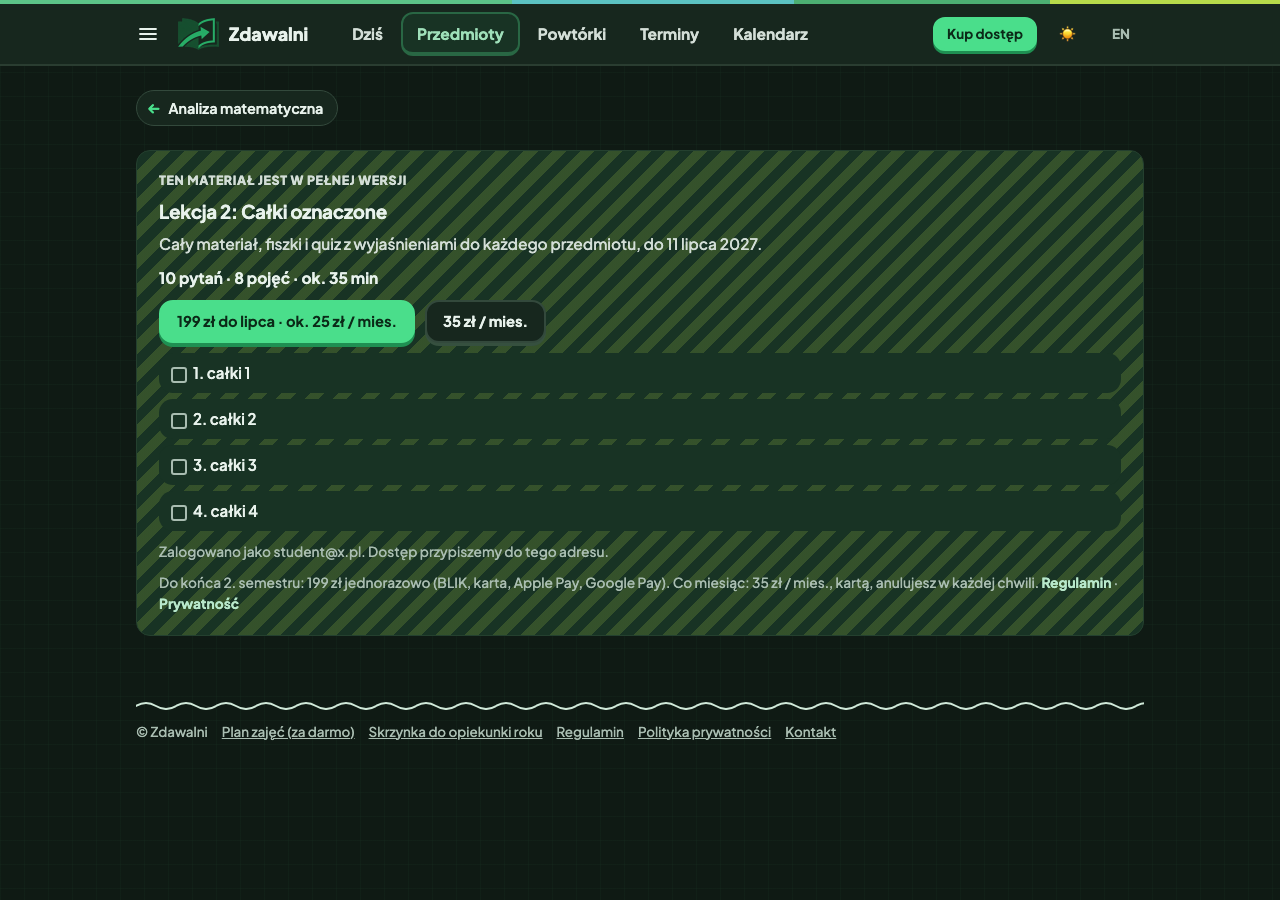 Zdawalni
Dziś
Przedmioty
Powtórki
Terminy
Kalendarz
Kup dostęp
EN
← Analiza matematyczna
TEN MATERIAŁ JEST W PEŁNEJ WERSJI
Lekcja 2: Całki oznaczone
Cały materiał, fiszki i quiz z wyjaśnieniami do każdego przedmiotu, do 11 lipca 2027.
10 pytań · 8 pojęć · ok. 35 min
199 zł do lipca · ok. 25 zł / mies.
35 zł / mies.
1. całki 1
2. całki 2
3. całki 3
4. całki 4
Zalogowano jako student@x.pl. Dostęp przypiszemy do tego adresu.
Do końca 2. semestru: 199 zł jednorazowo (BLIK, karta, Apple Pay, Google Pay). Co miesiąc: 35 zł / mies., kartą, anulujesz w każdej chwili. Regulamin ·
Prywatność
© Zdawalni
Plan zajęć (za darmo)
Skrzynka do opiekunki roku
Regulamin
Polityka prywatności
Kontakt